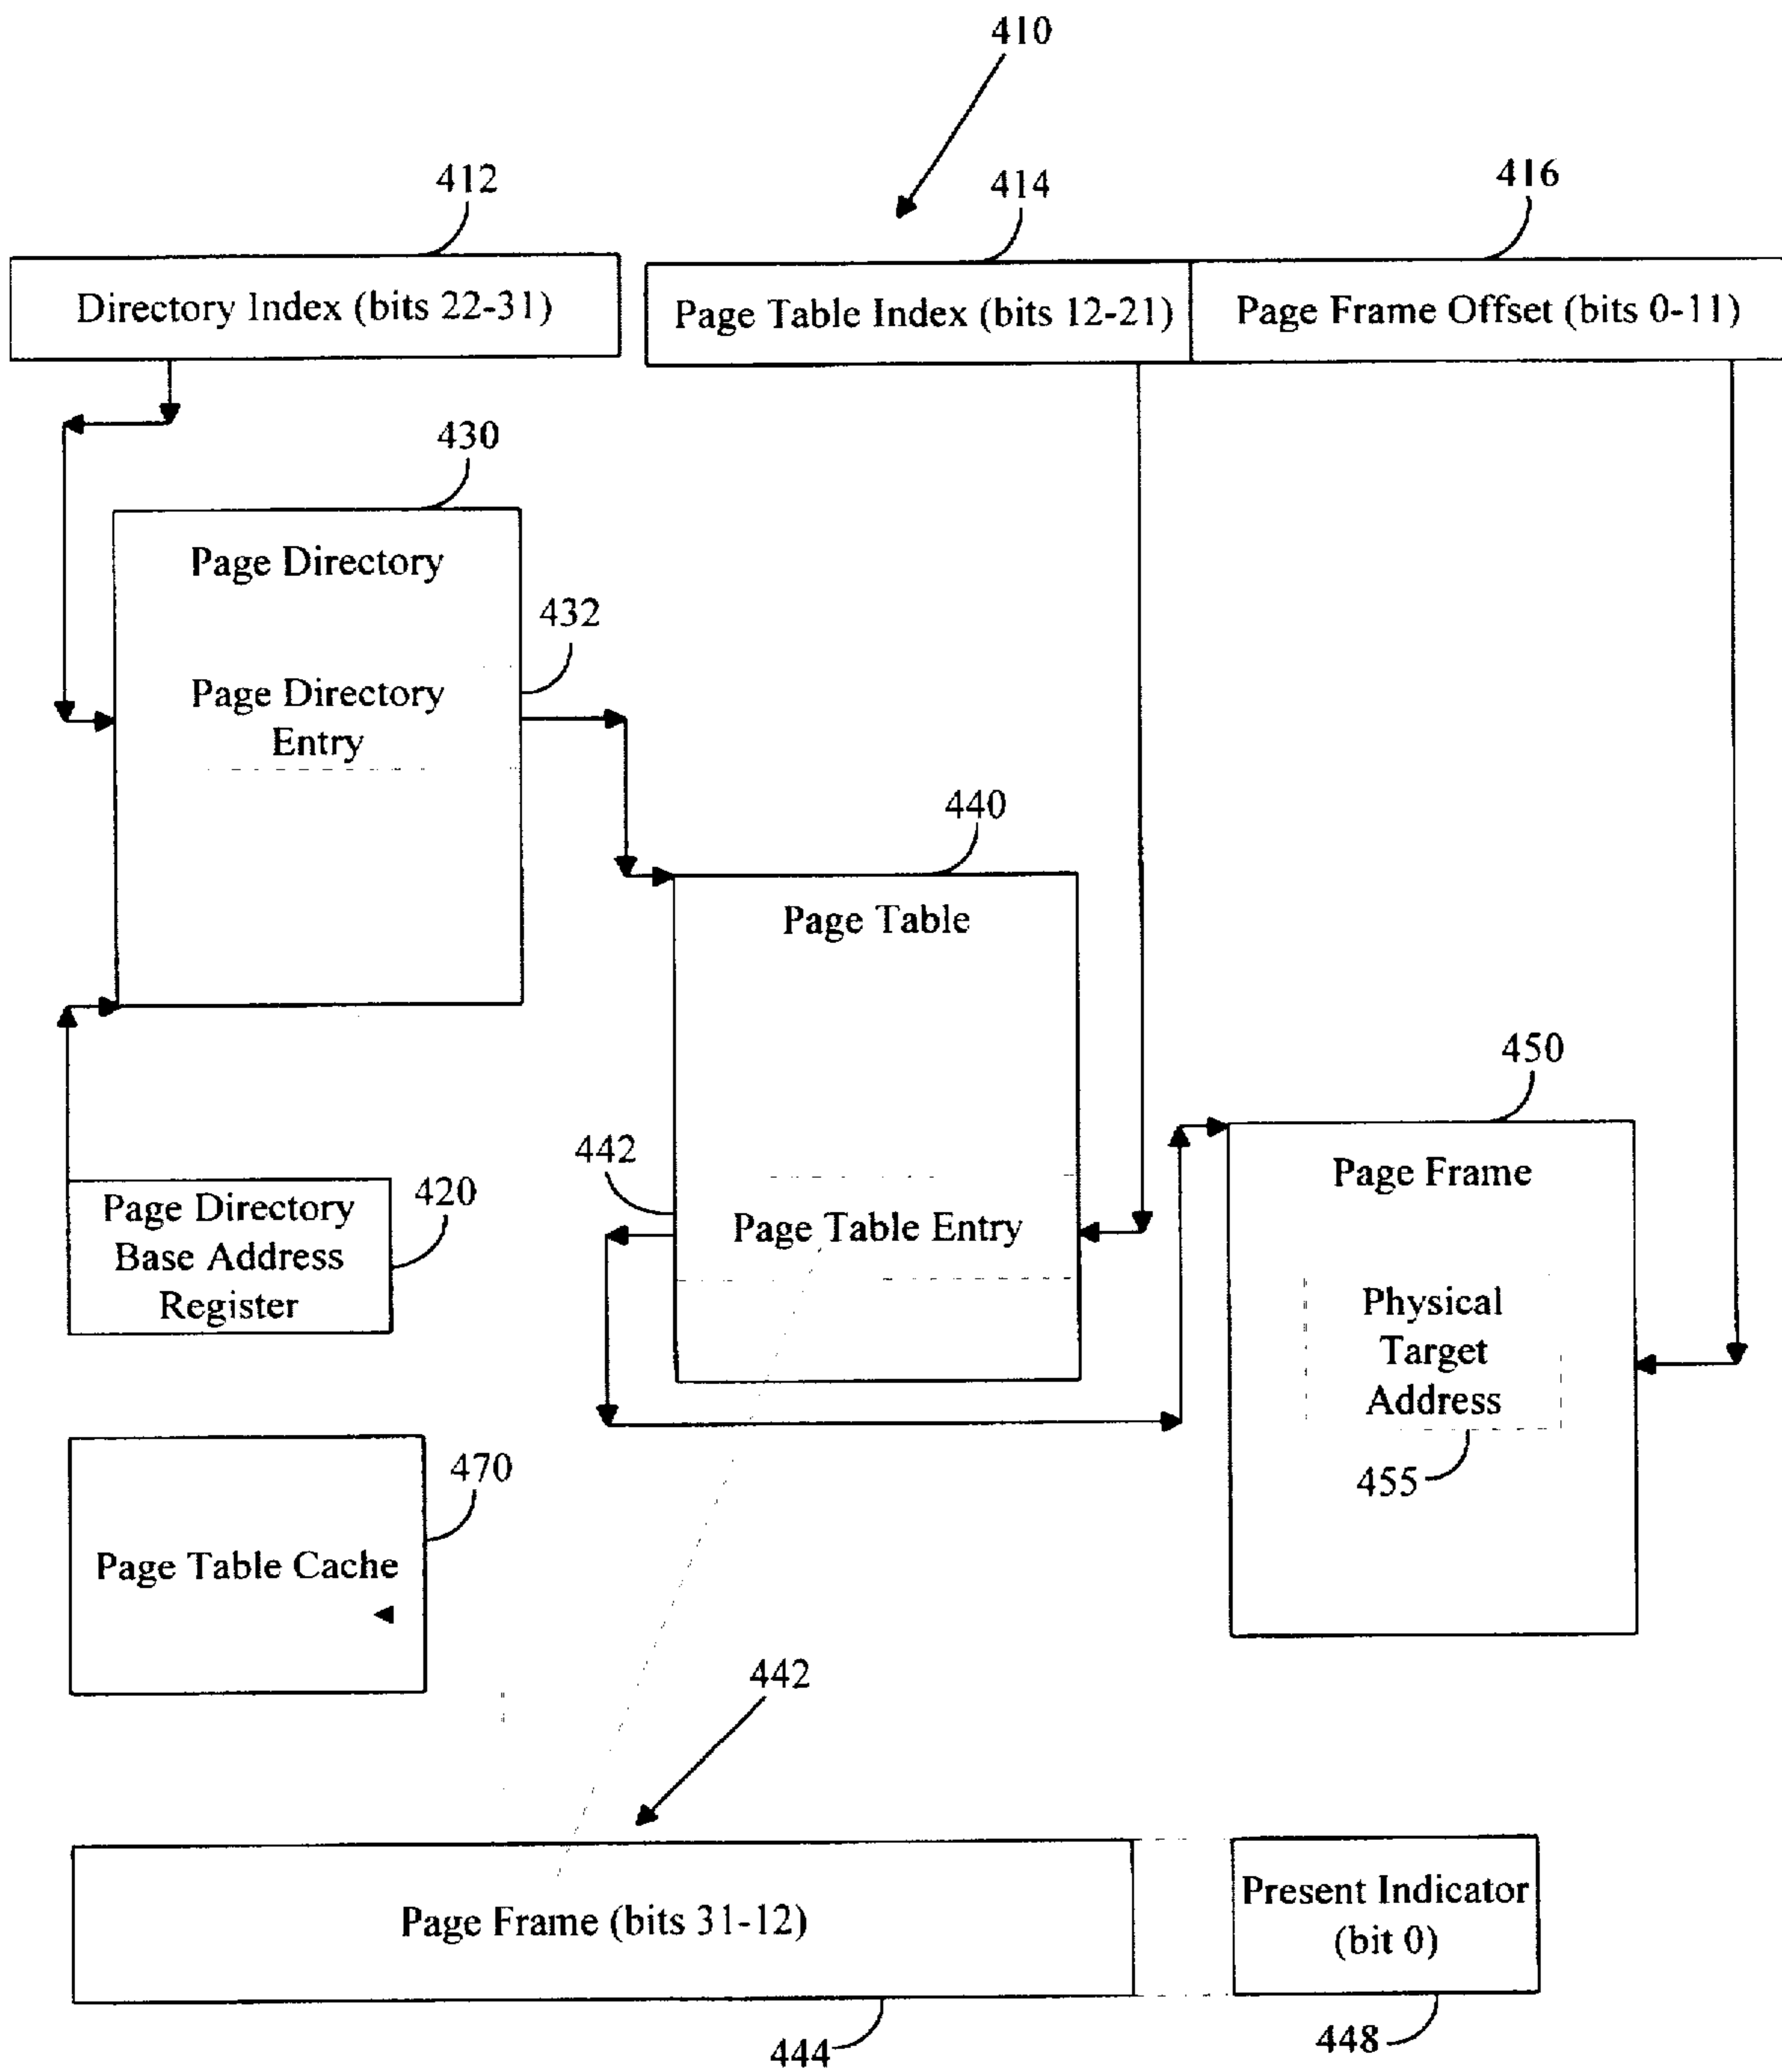 410
412
414
416
Directory Index (bits 22-31)
Page Table Index (bits 12-21)
Page Frame Offset (bits 0-11)
430
Page Directory
432
Page Directory
Entry
440
Page Table
450
442
Page Frame
420
Page Directory
Base Address
Register
Page Table Entry
Physical
Target
Address
455
470
Page Table Cache
442
Page Frame (bits 31-12)
Present Indicator
(bit 0)
444
448